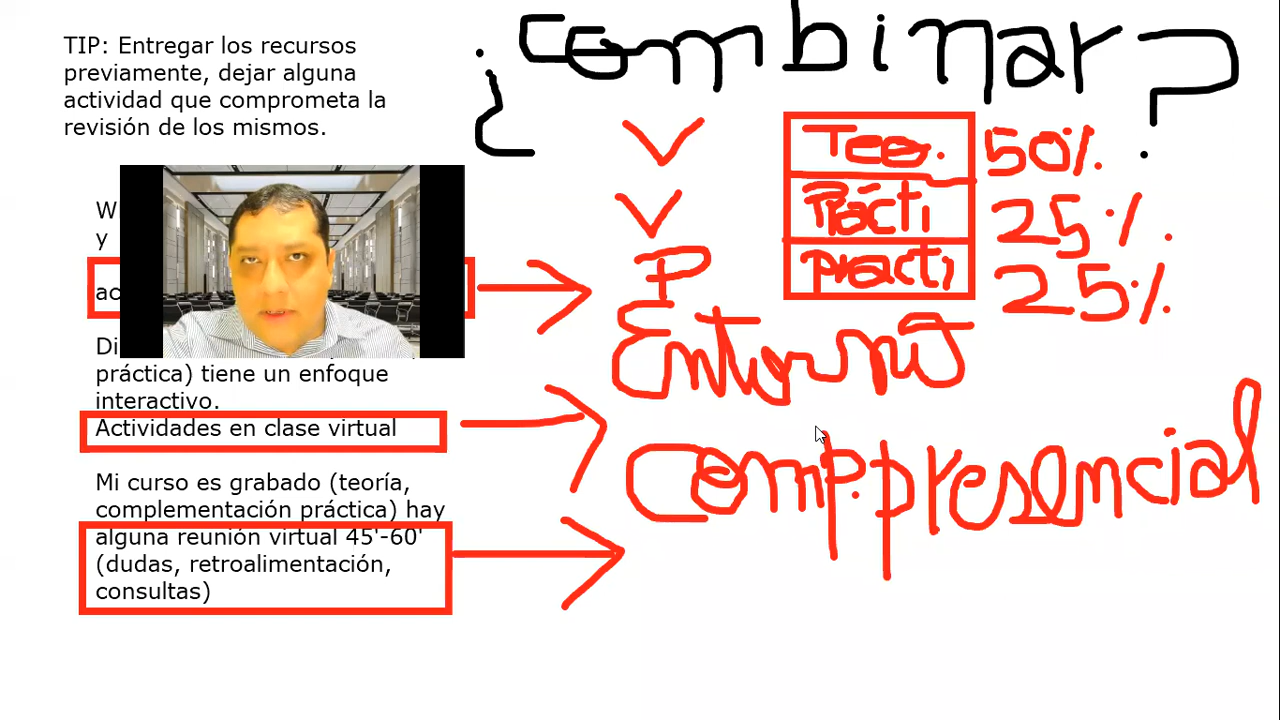 TIP: Entregar los recursos
previamente, dejar alguna
actividad que comprometa la
revisión de los mismos.
y
práctica) tiene un enfoque
interactivo.
Actividades en clase virtual
Mi curso es grabado (teoría,
complementación práctica) hay
alguna reunión virtual 45'-60'
(dudas, retroalimentación,
consultas)
¿combinar?
V
V
P
Teo. 50%.
Prácti 25%.
practi 25%.
Entorno
Comp. presencial